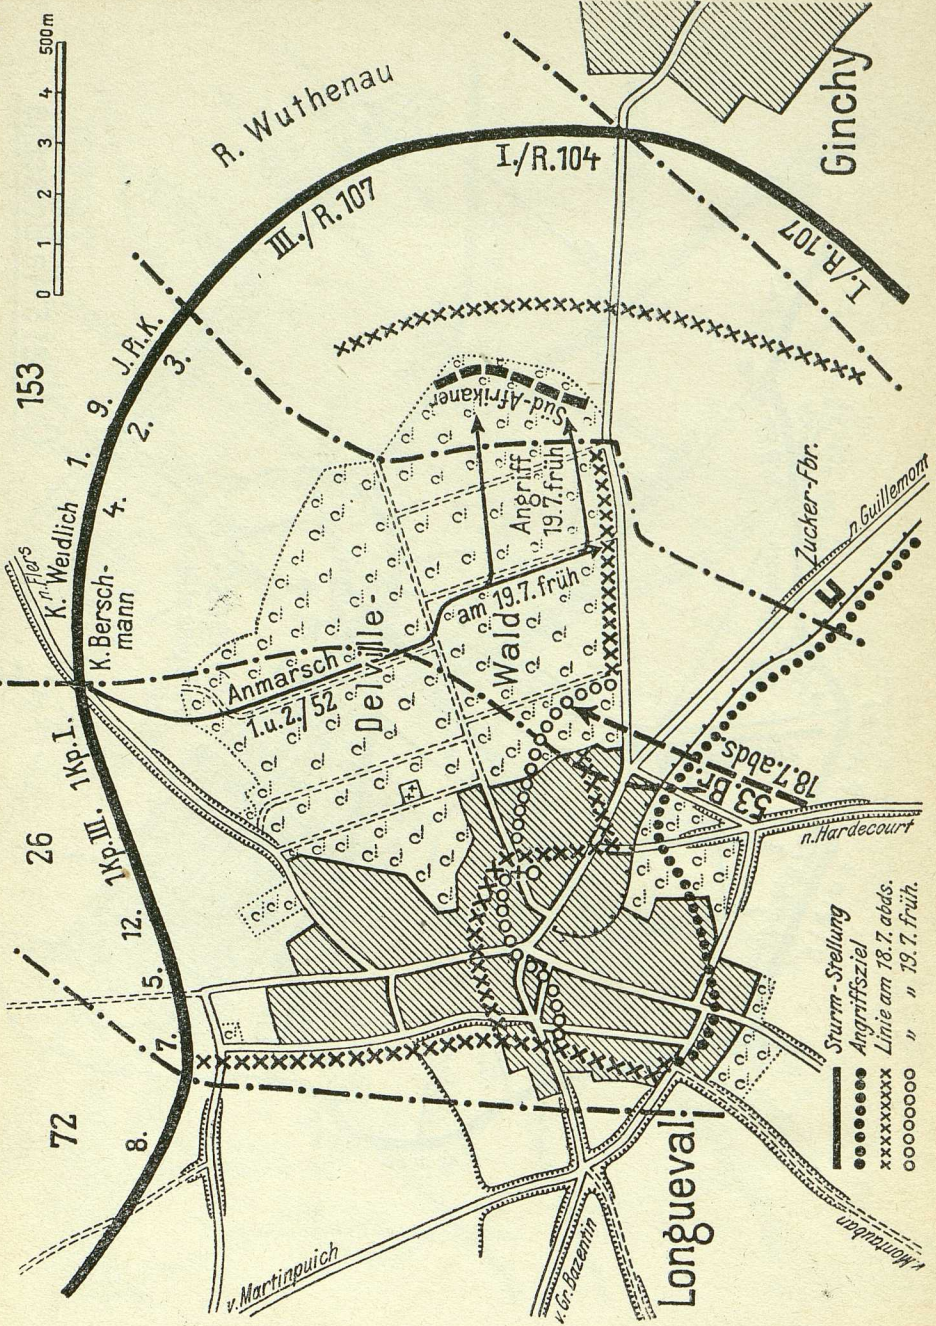 72
26
153
0 1 2 3 4 500 m
8.
7.
5.
12.
1Kp.III.
1Kp.I.
n. Flers
K. Weidlich
K. Bersch-
mann
1.
4.
9.
2.
J.Pi.K.
3.
R. Wuthenau
III./R.107
I./R.104
I./R.107
Ginchy
Anmarsch
1.u.2./52
am 19.7. früh
Delville-
Wald
Angriff
19.7. früh
Süd-Afrikaner
53 Br.
18.7. abds.
Zucker-Fbr.
n. Guillemont
n. Hardecourt
v. Martinpuich
v. Gr. Bazentin
Longueval
v. Montauban
Sturm-Stellung
Angriffsziel
Linie am 18.7. abds.
" " 19.7. früh.